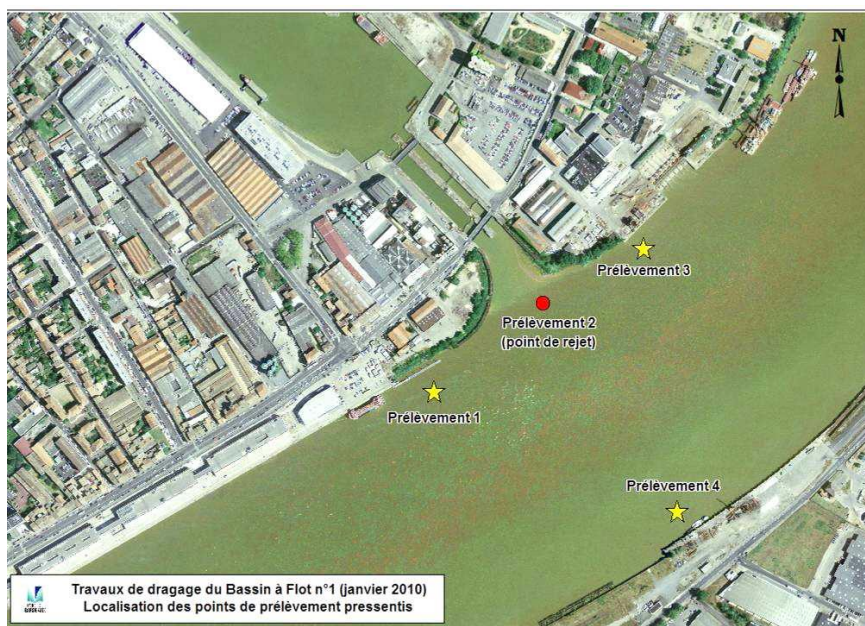 N
Prélèvement 3
Prélèvement 2
(point de rejet)
Prélèvement 1
Prélèvement 4
Travaux de dragage du Bassin à Flot n°1 (janvier 2010)
Localisation des points de prélèvement pressentis